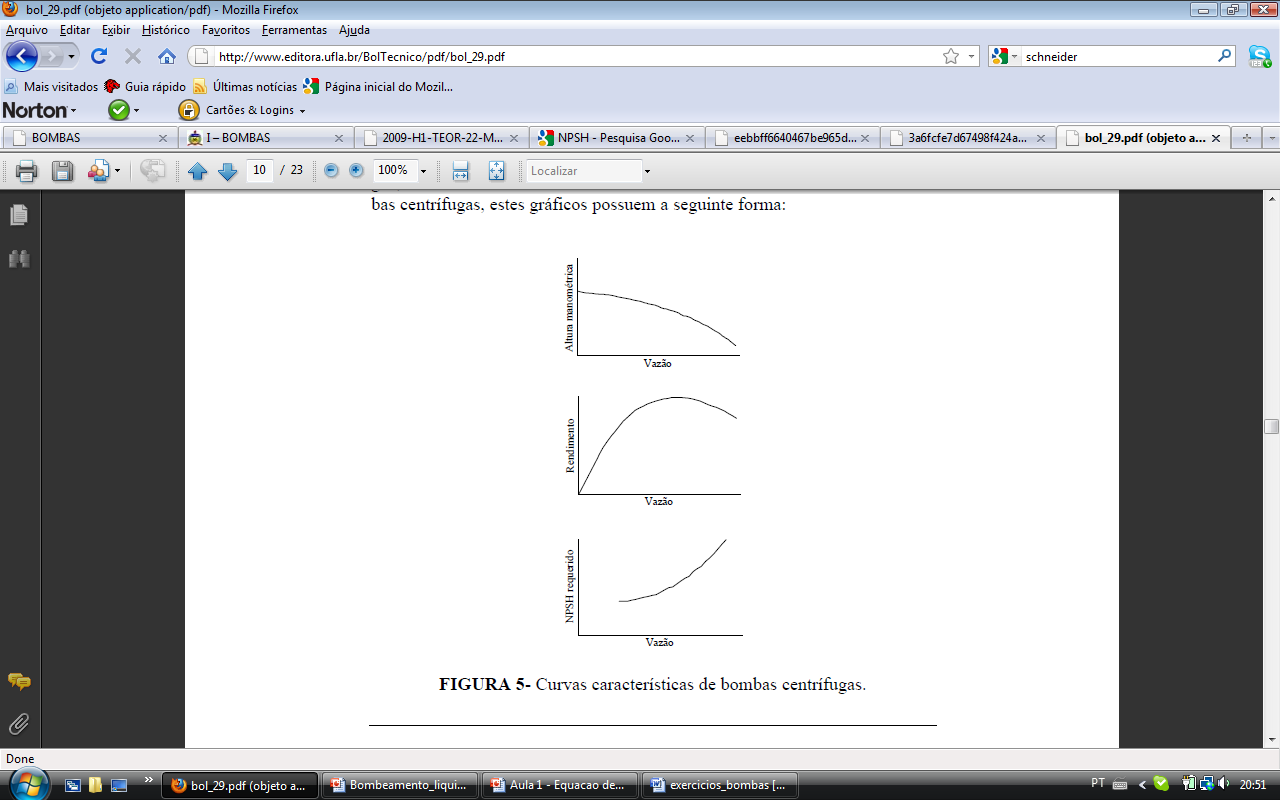 bol_29.pdf (objeto application/pdf) - Mozilla Firefox
Arquivo Editar Exibir Histórico Favoritos Ferramentas Ajuda
http://www.editora.ufla.br/BolTecnico/pdf/bol_29.pdf
schneider
Mais visitados Guia rápido Últimas notícias Página inicial do Mozil...
Norton Cartões & Logins
BOMBAS I – BOMBAS 2009-H1-TEOR-22-M... NPSH - Pesquisa Goo... eebbff6640467be965d... 3a6fcfe7d67498f424a... bol_29.pdf (objeto a...
10 / 23 100% Localizar
bas centrífugas, estes gráficos possuem a seguinte forma:
Altura manométrica
Vazão
Rendimento
Vazão
NPSH requerido
Vazão
FIGURA 5- Curvas características de bombas centrífugas.
Done
bol_29.pdf (objeto a... Bombeamento_liqui... Aula 1 - Equacao de... exercicios_bombas [... PT 20:51